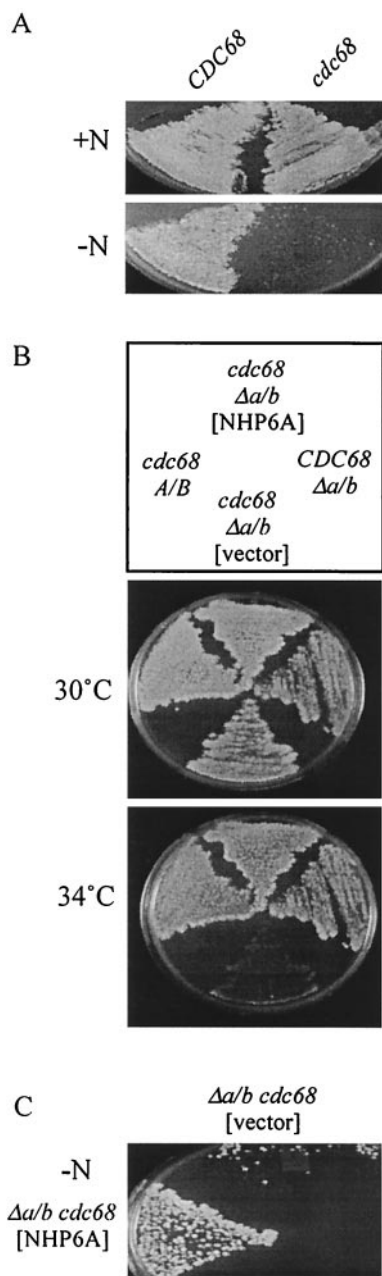 A
CDC68 cdc68
+N
-N
B
cdc68
Δa/b
[NHP6A]
cdc68
A/B
CDC68
Δa/b
cdc68
Δa/b
[vector]
30˚C
34˚C
C
Δa/b cdc68
[vector]
-N
Δa/b cdc68
[NHP6A]